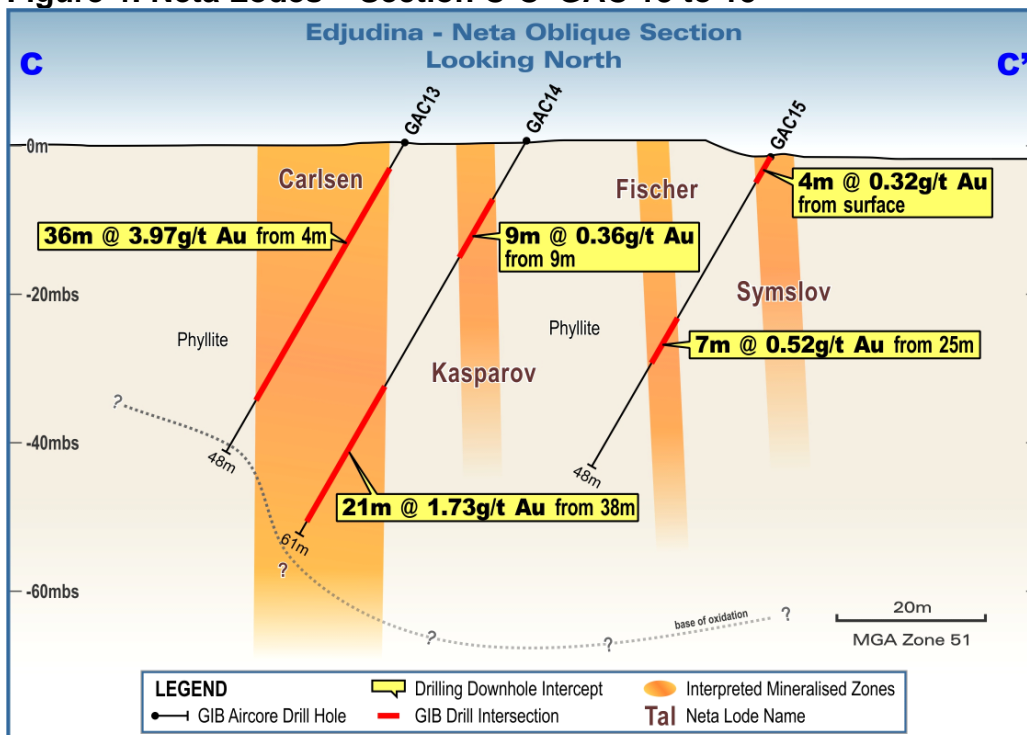 Edjudina - Neta Oblique Section
Looking North
C
C'
GAC13
GAC14
GAC15
0m
Carlsen
Fischer
4m @ 0.32g/t Au
from surface
36m @ 3.97g/t Au from 4m
9m @ 0.36g/t Au
from 9m
-20mbs
Symslov
Phyllite
Phyllite
7m @ 0.52g/t Au from 25m
Kasparov
?
-40mbs
48m
48m
21m @ 1.73g/t Au from 38m
61m
?
-60mbs
20m
?
?
base of oxidation
?
MGA Zone 51
LEGEND
Drilling Downhole Intercept
Interpreted Mineralised Zones
GIB Aircore Drill Hole
GIB Drill Intersection
Tal Neta Lode Name